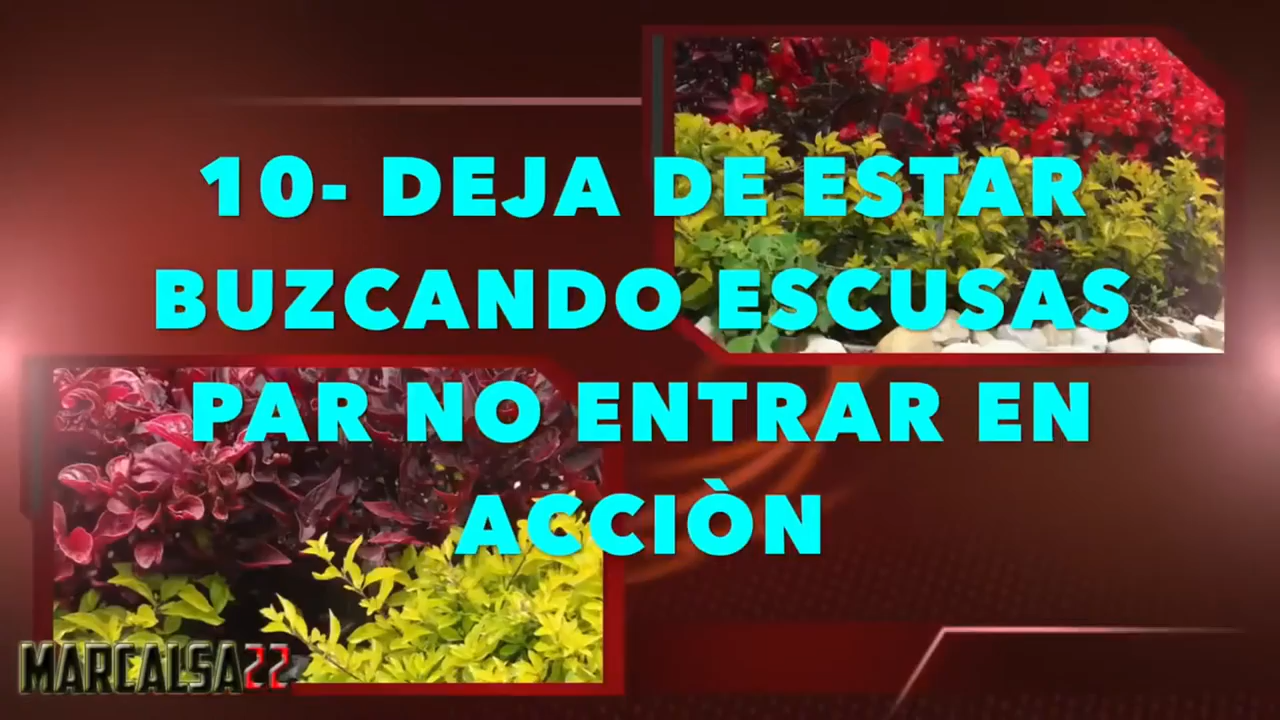 10- DEJA DE ESTAR
BUZCANDO ESCUSAS
PAR NO ENTRAR EN
ACCIÒN
MARCALSA22